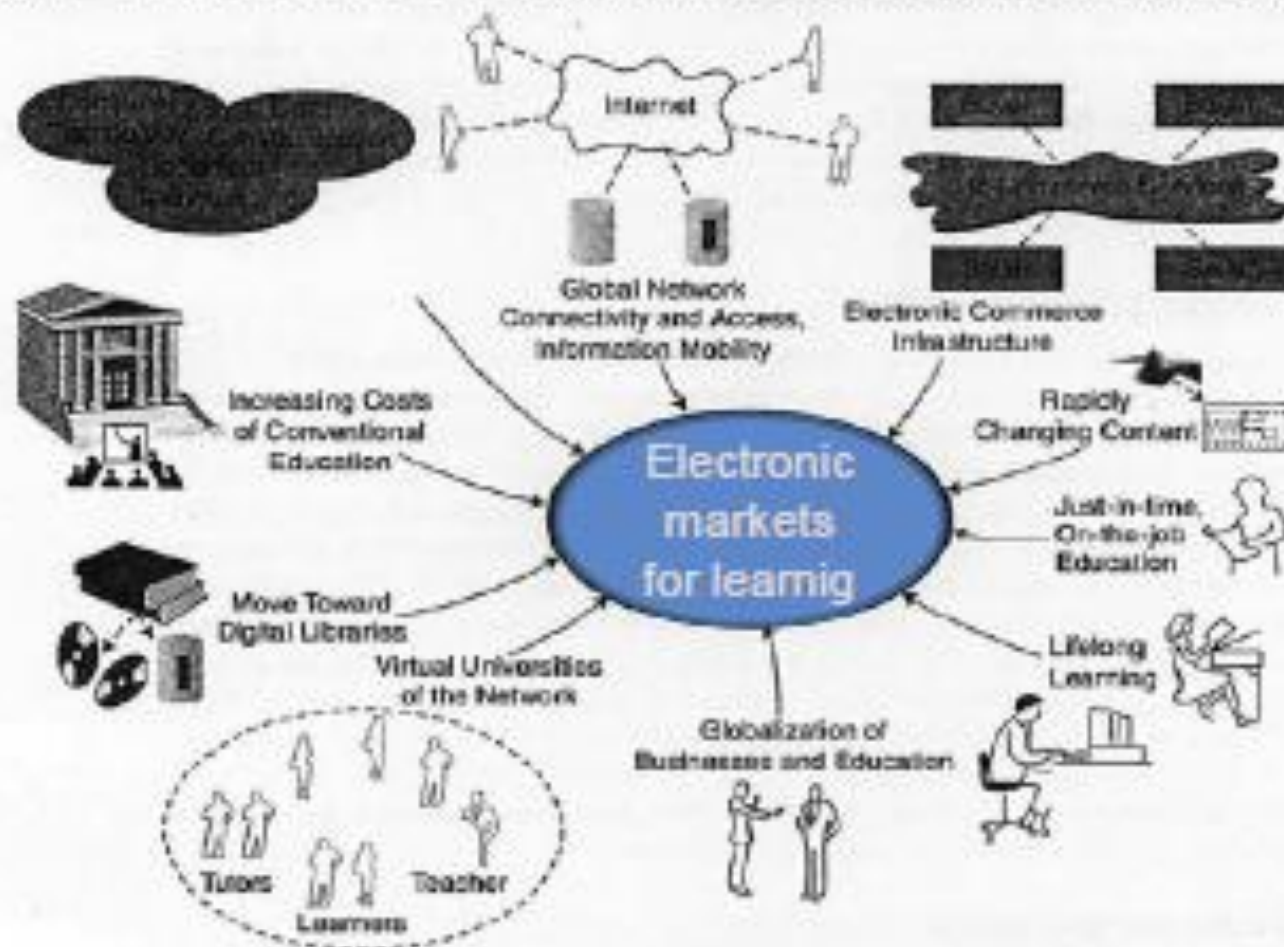 Internet
Global Network
Connectivity and Access,
Information Mobility
Electronic Commerce
Infrastructure
Increasing Costs
of Conventional
Education
Rapidly
Changing Content
Electronic
markets
for learnig
Just-in-time,
On-the-job
Education
Move Toward
Digital Libraries
Virtual Universities
of the Network
Lifelong
Learning
Globalization of
Businesses and Education
Tutors
Teacher
Learners